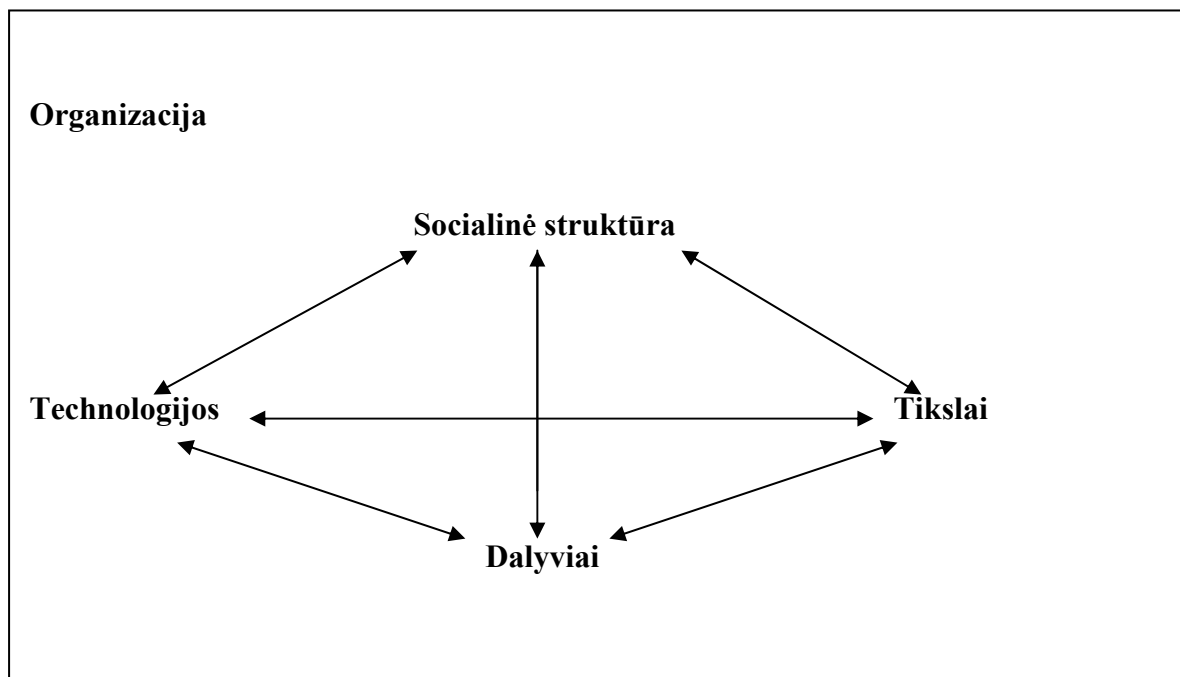 Organizacija
Socialinė struktūra
Technologijos
Tikslai
Dalyviai